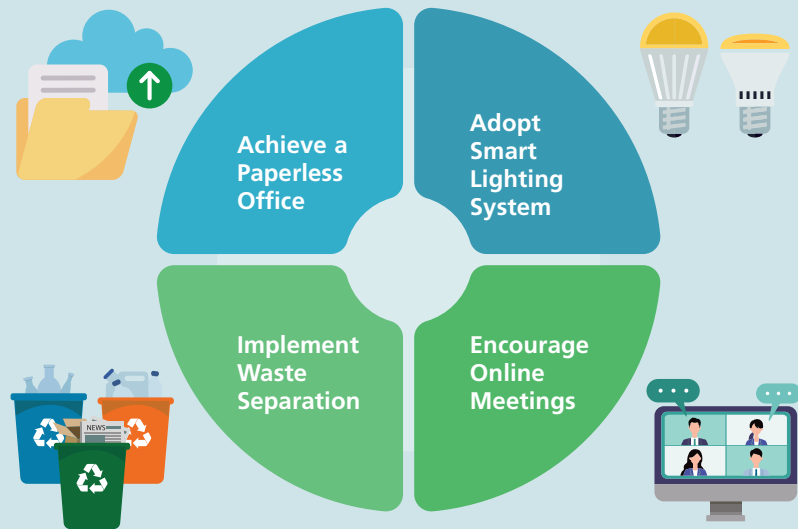 Achieve a
Paperless
Office
Adopt
Smart
Lighting
System
Implement
Waste
Separation
Encourage
Online
Meetings
NEWS